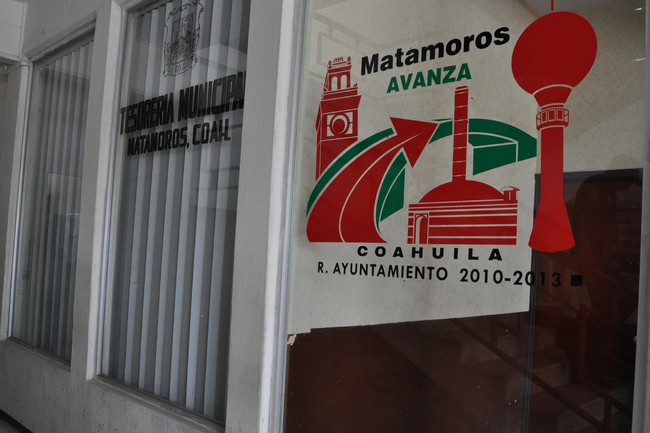 TESORERIA MUNICIPAL
MATAMOROS, COAH.
Matamoros
AVANZA
COAHUILA
R. AYUNTAMIENTO 2010-2013